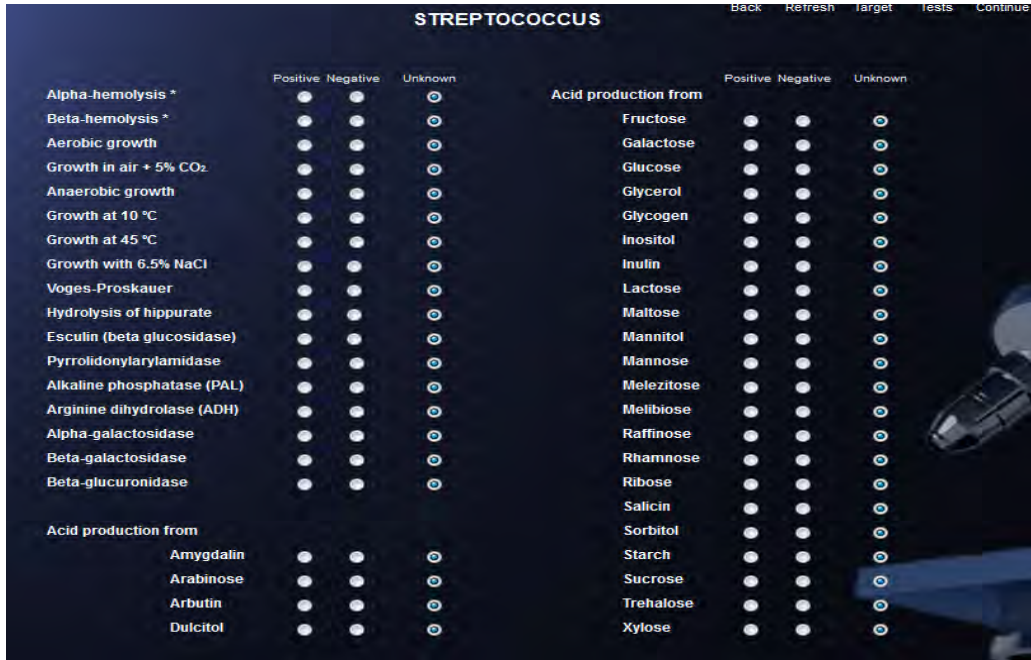 Back Refresh Target Tests Continue
STREPTOCOCCUS
Positive Negative Unknown
Alpha-hemolysis *
Beta-hemolysis *
Aerobic growth
Growth in air + 5% CO2
Anaerobic growth
Growth at 10 °C
Growth at 45 °C
Growth with 6.5% NaCl
Voges-Proskauer
Hydrolysis of hippurate
Esculin (beta glucosidase)
Pyrrolidonylarylamidase
Alkaline phosphatase (PAL)
Arginine dihydrolase (ADH)
Alpha-galactosidase
Beta-galactosidase
Beta-glucuronidase
Acid production from
Amygdalin
Arabinose
Arbutin
Dulcitol
Positive Negative Unknown
Acid production from
Fructose
Galactose
Glucose
Glycerol
Glycogen
Inositol
Inulin
Lactose
Maltose
Mannitol
Mannose
Melezitose
Melibiose
Raffinose
Rhamnose
Ribose
Salicin
Sorbitol
Starch
Sucrose
Trehalose
Xylose